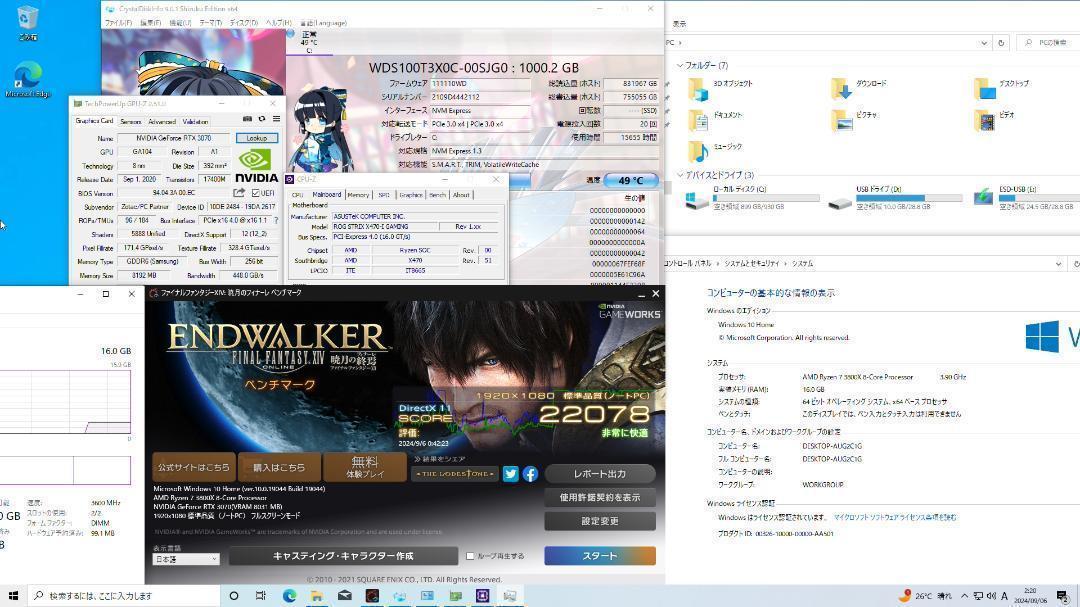 ごみ箱
Microsoft Edge
CrystalDiskInfo 9.0.1 Shizuku Edition x64
ファイル(F) 編集(E) 機能(U) テーマ(T) ディスク(D) ヘルプ(H) 言語(Language)
正常
49 °C
C:
WDS100T3X0C-00SJG0 : 1000.2 GB
ファームウェア 111110WD
総読込量 (ホスト) 831967 GB
シリアルナンバー 2109D4442112
総書込量 (ホスト) 755055 GB
インターフェース NVM Express
回転数 ---- (SSD)
対応転送モード PCIe 3.0 x4 | PCIe 3.0 x4
電源投入回数 20 回
ドライブレター C:
使用時間 15655 時間
対応規格 NVM Express 1.3
対応機能 S.M.A.R.T., TRIM, VolatileWriteCache
温度 49 °C
生の値
000000000000
000000000142
000000000064
00000000000A
000000000000
00000067FEF68F
0000005E61C96A
TechPowerUp GPU-Z 0.51.0
Graphics Card Sensors Advanced Validation
Name NVIDIA GeForce RTX 3070 Lookup
GPU GA104 Revision A1
Technology 8 nm Die Size 392 mm²
Release Date Sep 1, 2020 Transistors 17400M
NVIDIA
BIOS Version 94.04.3A.00.EC UEFI
Subvendor Zotac/PC Partner Device ID 10DE 2484 - 19DA 2617
ROPs/TMUs 96 / 184 Bus Interface PCIe x16 4.0 @ x16 1.1 ?
Shaders 5888 Unified DirectX Support 12 (12_2)
Pixel Fillrate 171.4 GPixel/s Texture Fillrate 328.4 GTexel/s
Memory Type GDDR6 (Samsung) Bus Width 256 bit
Memory Size 8192 MB Bandwidth 448.0 GB/s
CPU-Z
CPU Mainboard Memory SPD Graphics Bench About
Motherboard
Manufacturer ASUSTeK COMPUTER INC.
Model ROG STRIX X470-I GAMING Rev 1.xx
Bus Specs. PCI-Express 4.0 (16.0 GT/s)
Chipset AMD Ryzen SOC Rev. 00
Southbridge AMD X470 Rev. 51
LPCIO ITE IT8665
表示
PC
PCの検索
フォルダー (7)
3D オブジェクト
ダウンロード
デスクトップ
ドキュメント
ピクチャ
ビデオ
ミュージック
デバイスとドライブ (3)
ローカル ディスク (C:)
空き領域 899 GB/930 GB
USB ドライブ (D:)
空き領域 10.0 GB/28.8 GB
ESD-USB (E:)
空き領域 24.5 GB/28.8 GB
コントロール パネル > システムとセキュリティ > システム
コンピューターの基本的な情報の表示
Windows のエディション
Windows 10 Home
© Microsoft Corporation. All rights reserved.
システム
プロセッサ: AMD Ryzen 7 3800X 8-Core Processor 3.90 GHz
実装メモリ (RAM): 16.0 GB
システムの種類: 64 ビット オペレーティング システム、x64 ベース プロセッサ
ペンとタッチ: このディスプレイでは、ペン入力とタッチ入力は利用できません
コンピューター名、ドメインおよびワークグループの設定
コンピューター名: DESKTOP-AUG2C1G
フル コンピューター名: DESKTOP-AUG2C1G
コンピューターの説明:
ワークグループ: WORKGROUP
Windows ライセンス認証
Windows はライセンス認証されています。 マイクロソフト ソフトウェア ライセンス条項を読む
プロダクト ID: 00326-10000-00000-AA501
16.0 GB
15.9 GB
0
速度: 3600 MHz
スロットの使用: 2/2
フォーム ファクター: DIMM
ハードウェア予約済み: 99.1 MB
ファイナルファンタジーXIV: 暁月のフィナーレ ベンチマーク
NVIDIA
GAMEWORKS
ENDWALKER
FINAL FANTASY XIV
ONLINE
暁月の終焉
ファイナルファンタジーXIV
ベンチマーク
1920×1080 標準品質(ノートPC)
DirectX 11
SCORE 22078
評価: 非常に快適
2024/9/6 0:42:23
公式サイトはこちら
購入はこちら
無料
体験プレイ
結果をシェア
THE LODESTONE
レポート出力
使用許諾契約を表示
設定変更
Microsoft Windows 10 Home (ver.10.0.19044 Build 19044)
AMD Ryzen 7 3800X 8-Core Processor
NVIDIA GeForce RTX 3070(VRAM 8031 MB)
1920x1080 標準品質（ノートPC） フルスクリーンモード
NVIDIA® and NVIDIA GameWorks™ are trademarks of NVIDIA Corporation and are used under license.
表示言語
日本語
キャスティング・キャラクター作成
ループ再生する
スタート
© 2010 - 2021 SQUARE ENIX CO., LTD. All Rights Reserved.
検索するには、ここに入力します
26°C 晴れ
A
2:20
2024/09/06
2